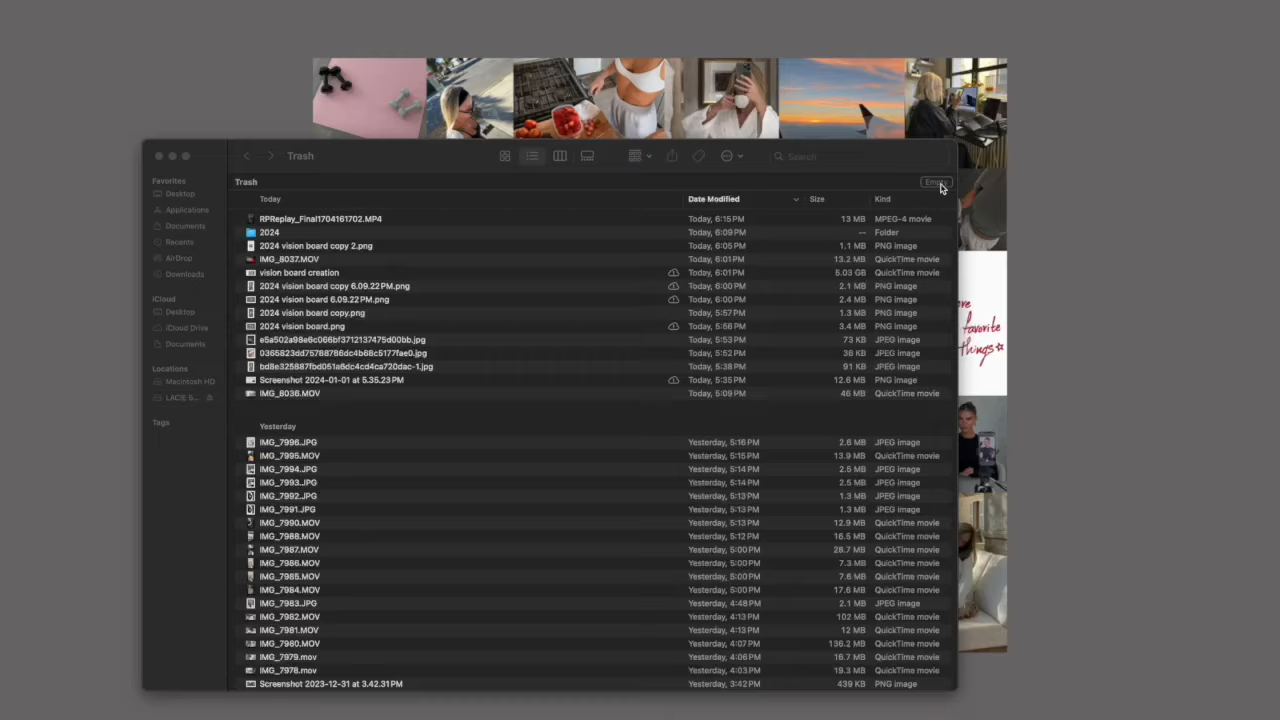 Trash
Search
Favorites
Desktop
Applications
Documents
Recents
AirDrop
Downloads
iCloud
Desktop
iCloud Drive
Documents
Locations
Macintosh HD
LACIE S...
Tags
Trash
Empty
Today Date Modified Size Kind
RPReplay_Final1704161702.MP4 Today, 6:15 PM 13 MB MPEG-4 movie
2024 Today, 6:09 PM -- Folder
2024 vision board copy 2.png Today, 6:05 PM 1.1 MB PNG image
IMG_8037.MOV Today, 6:01 PM 13.2 MB QuickTime movie
vision board creation Today, 6:01 PM 5.03 GB QuickTime movie
2024 vision board copy 6.09.22 PM.png Today, 6:00 PM 2.1 MB PNG image
2024 vision board 6.09.22 PM.png Today, 6:00 PM 2.4 MB PNG image
2024 vision board copy.png Today, 5:57 PM 1.3 MB PNG image
2024 vision board.png Today, 5:56 PM 3.4 MB PNG image
e5a502a98e6c066bf3712137475d00bb.jpg Today, 5:53 PM 73 KB JPEG image
0365823dd75788786dc4b68c5177fae0.jpg Today, 5:52 PM 36 KB JPEG image
bd8e325887fbd051a6dc4cd4ca720dac-1.jpg Today, 5:38 PM 91 KB JPEG image
Screenshot 2024-01-01 at 5.35.23 PM Today, 5:35 PM 12.6 MB PNG image
IMG_8036.MOV Today, 5:09 PM 46 MB QuickTime movie
Yesterday
IMG_7996.JPG Yesterday, 5:16 PM 2.6 MB JPEG image
IMG_7995.MOV Yesterday, 5:15 PM 13.9 MB QuickTime movie
IMG_7994.JPG Yesterday, 5:14 PM 2.5 MB JPEG image
IMG_7993.JPG Yesterday, 5:14 PM 2.5 MB JPEG image
IMG_7992.JPG Yesterday, 5:13 PM 1.3 MB JPEG image
IMG_7991.JPG Yesterday, 5:13 PM 1.3 MB JPEG image
IMG_7990.MOV Yesterday, 5:13 PM 12.9 MB QuickTime movie
IMG_7988.MOV Yesterday, 5:12 PM 16.5 MB QuickTime movie
IMG_7987.MOV Yesterday, 5:00 PM 28.7 MB QuickTime movie
IMG_7986.MOV Yesterday, 5:00 PM 7.3 MB QuickTime movie
IMG_7985.MOV Yesterday, 5:00 PM 7.6 MB QuickTime movie
IMG_7984.MOV Yesterday, 5:00 PM 17.6 MB QuickTime movie
IMG_7983.JPG Yesterday, 4:48 PM 2.1 MB JPEG image
IMG_7982.MOV Yesterday, 4:13 PM 102 MB QuickTime movie
IMG_7981.MOV Yesterday, 4:13 PM 12 MB QuickTime movie
IMG_7980.MOV Yesterday, 4:07 PM 136.2 MB QuickTime movie
IMG_7979.mov Yesterday, 4:06 PM 16.7 MB QuickTime movie
IMG_7978.mov Yesterday, 4:03 PM 19.3 MB QuickTime movie
Screenshot 2023-12-31 at 3.42.31 PM Yesterday, 3:42 PM 439 KB PNG image
favorite
things